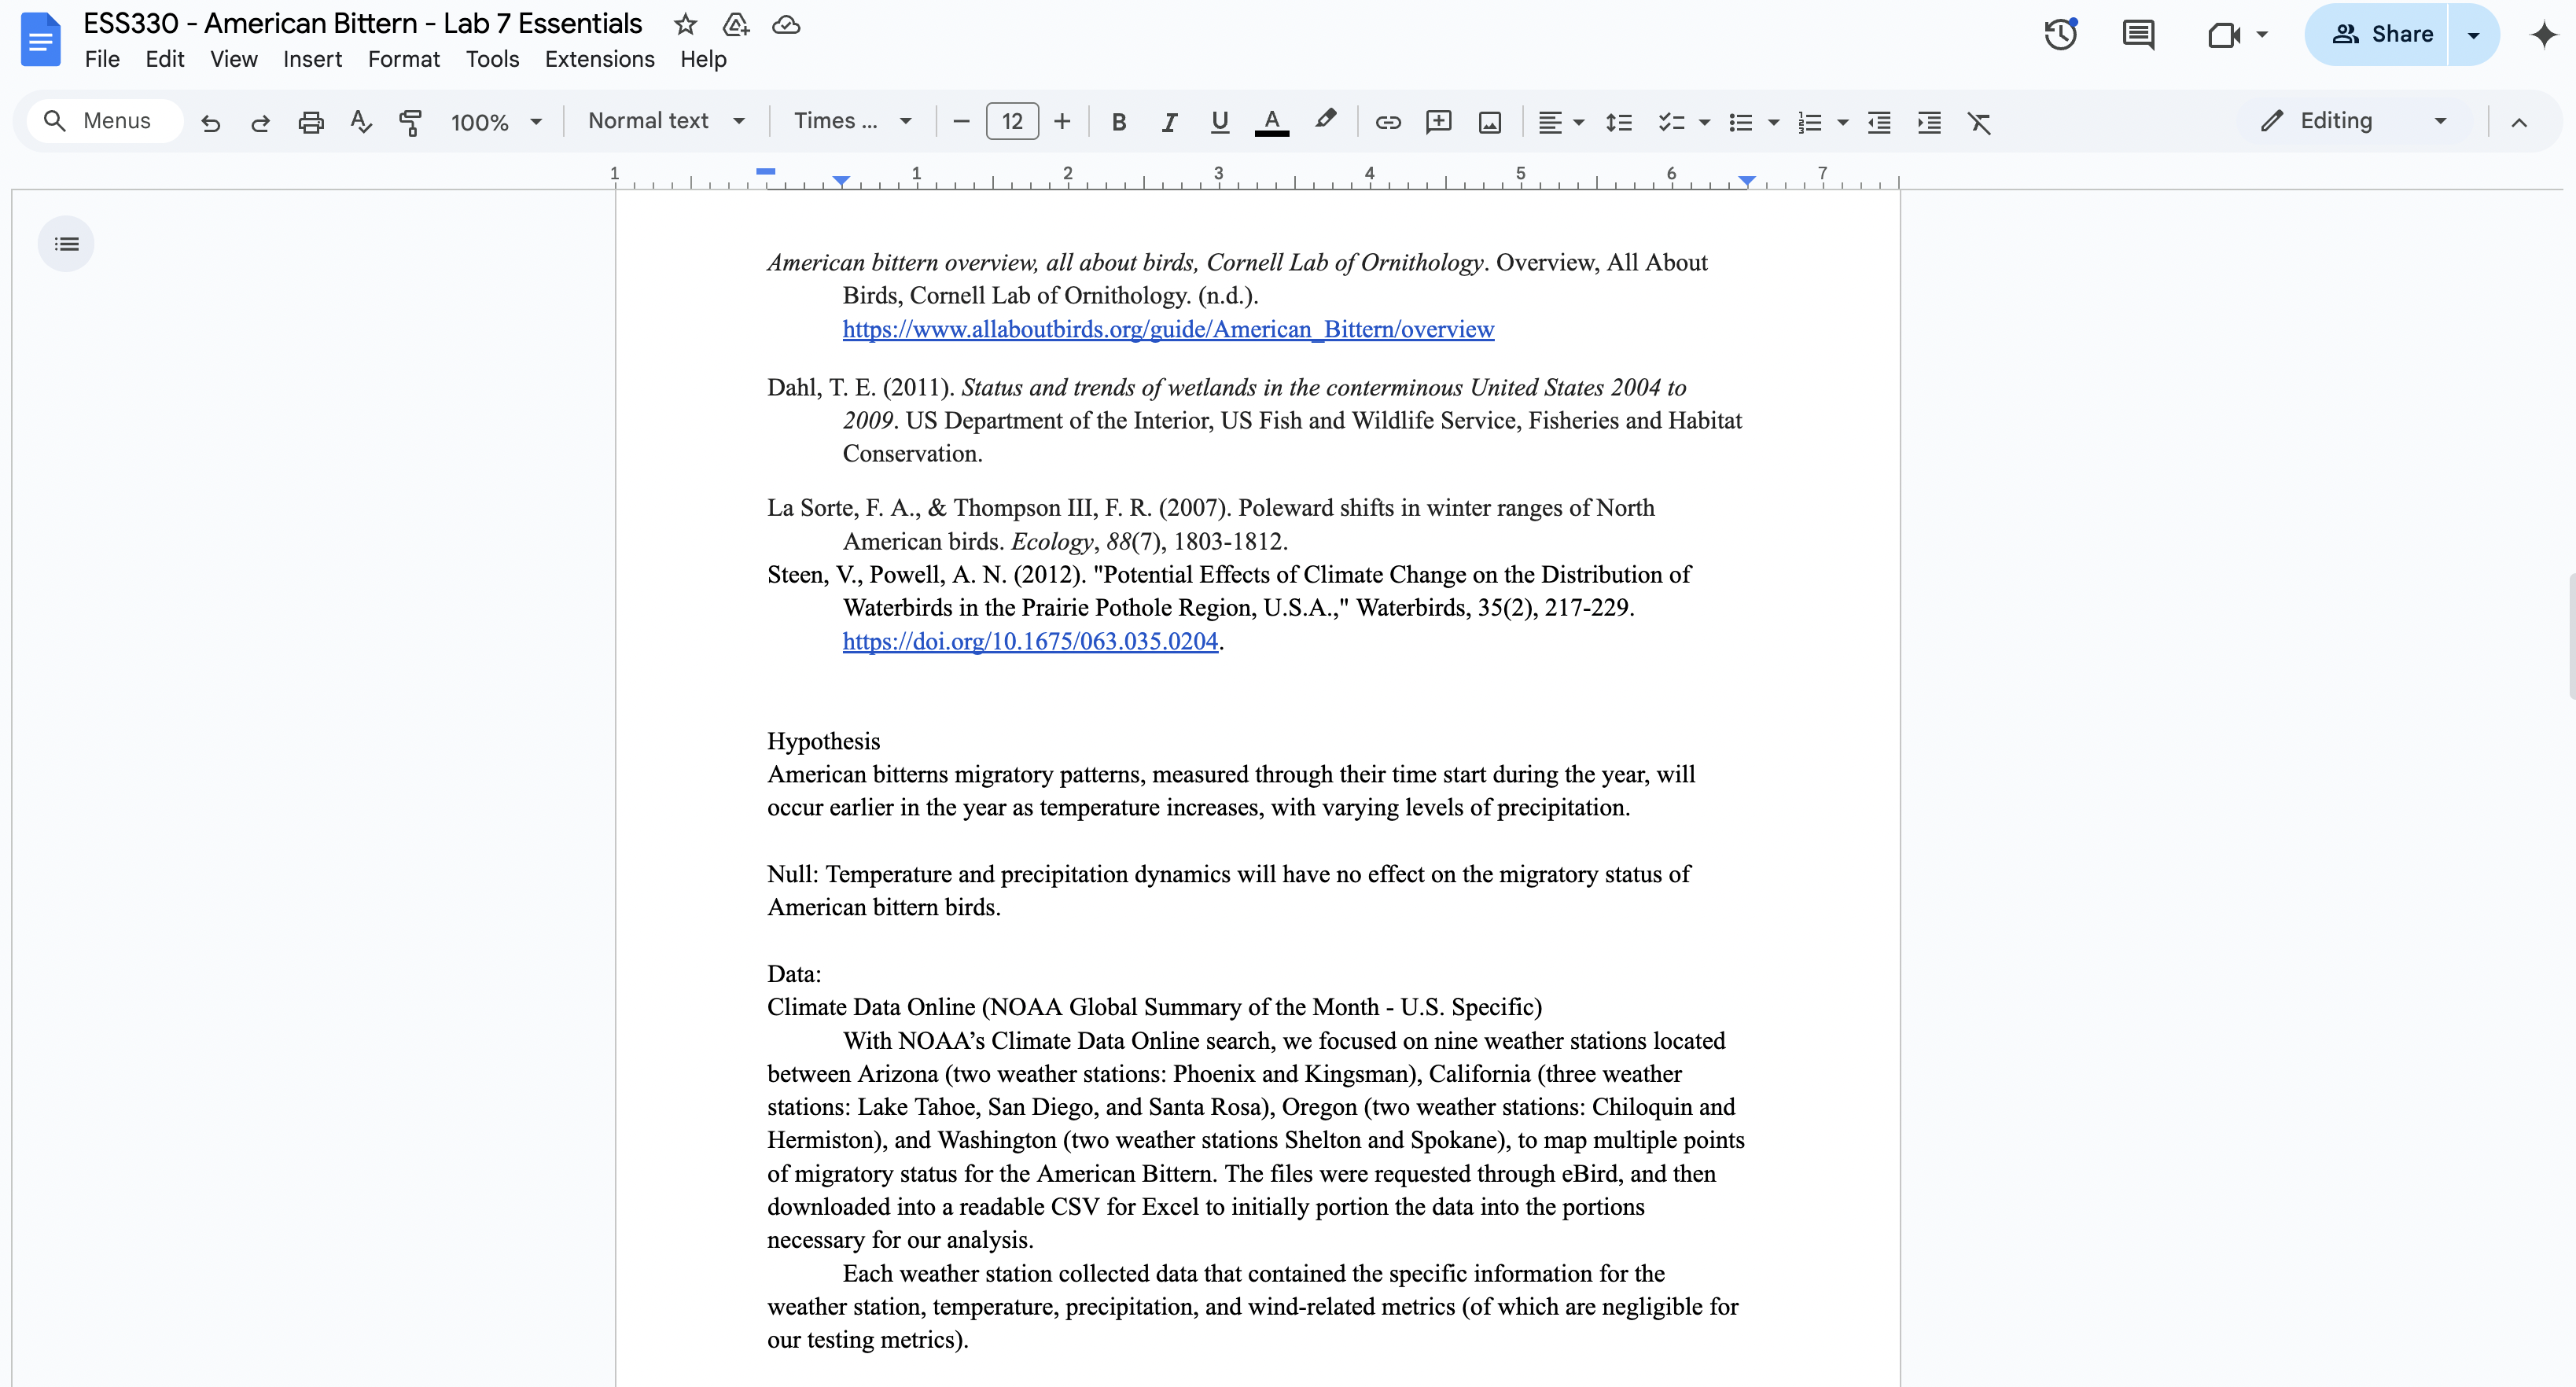 ESS330 - American Bittern - Lab 7 Essentials
File Edit View Insert Format Tools Extensions Help
Share
Menus 100% Normal text Times ... 12 Editing
1 1 2 3 4 5 6 7
American bittern overview, all about birds, Cornell Lab of Ornithology. Overview, All About
Birds, Cornell Lab of Ornithology. (n.d.).
https://www.allaboutbirds.org/guide/American_Bittern/overview
Dahl, T. E. (2011). Status and trends of wetlands in the conterminous United States 2004 to
2009. US Department of the Interior, US Fish and Wildlife Service, Fisheries and Habitat
Conservation.
La Sorte, F. A., & Thompson III, F. R. (2007). Poleward shifts in winter ranges of North
American birds. Ecology, 88(7), 1803-1812.
Steen, V., Powell, A. N. (2012). "Potential Effects of Climate Change on the Distribution of
Waterbirds in the Prairie Pothole Region, U.S.A.," Waterbirds, 35(2), 217-229.
https://doi.org/10.1675/063.035.0204.
Hypothesis
American bitterns migratory patterns, measured through their time start during the year, will
occur earlier in the year as temperature increases, with varying levels of precipitation.
Null: Temperature and precipitation dynamics will have no effect on the migratory status of
American bittern birds.
Data:
Climate Data Online (NOAA Global Summary of the Month - U.S. Specific)
With NOAA’s Climate Data Online search, we focused on nine weather stations located
between Arizona (two weather stations: Phoenix and Kingsman), California (three weather
stations: Lake Tahoe, San Diego, and Santa Rosa), Oregon (two weather stations: Chiloquin and
Hermiston), and Washington (two weather stations Shelton and Spokane), to map multiple points
of migratory status for the American Bittern. The files were requested through eBird, and then
downloaded into a readable CSV for Excel to initially portion the data into the portions
necessary for our analysis.
Each weather station collected data that contained the specific information for the
weather station, temperature, precipitation, and wind-related metrics (of which are negligible for
our testing metrics).